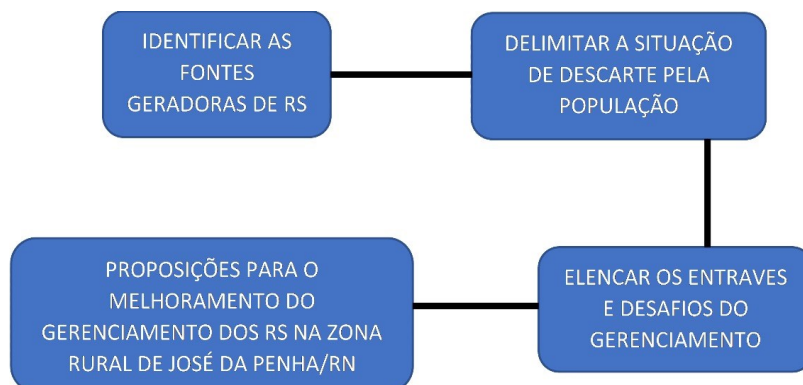 IDENTIFICAR AS
FONTES
GERADORAS DE RS
DELIMITAR A SITUAÇÃO
DE DESCARTE PELA
POPULAÇÃO
ELENCAR OS ENTRAVES
E DESAFIOS DO
GERENCIAMENTO
PROPOSIÇÕES PARA O
MELHORAMENTO DO
GERENCIAMENTO DOS RS NA ZONA
RURAL DE JOSÉ DA PENHA/RN